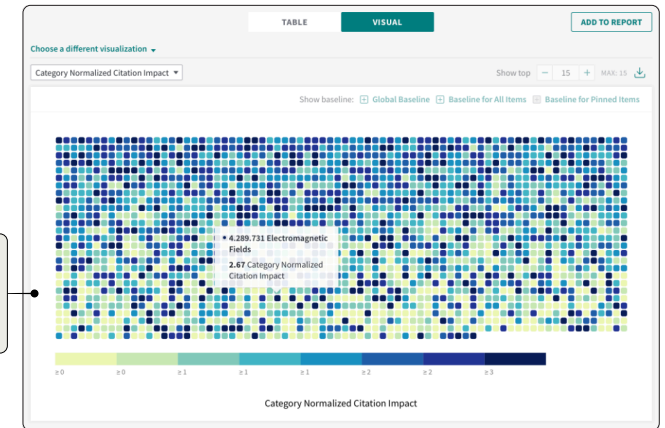 TABLE
VISUAL
ADD TO REPORT
Choose a different visualization
Category Normalized Citation Impact
Show top − 15 + MAX: 15
Show baseline: Global Baseline Baseline for All Items Baseline for Pinned Items
4.289.731 Electromagnetic
Fields
2.67 Category Normalized
Citation Impact
≥ 0 ≥ 0 ≥ 1 ≥ 1 ≥ 1 ≥ 2 ≥ 2 ≥ 3
Category Normalized Citation Impact